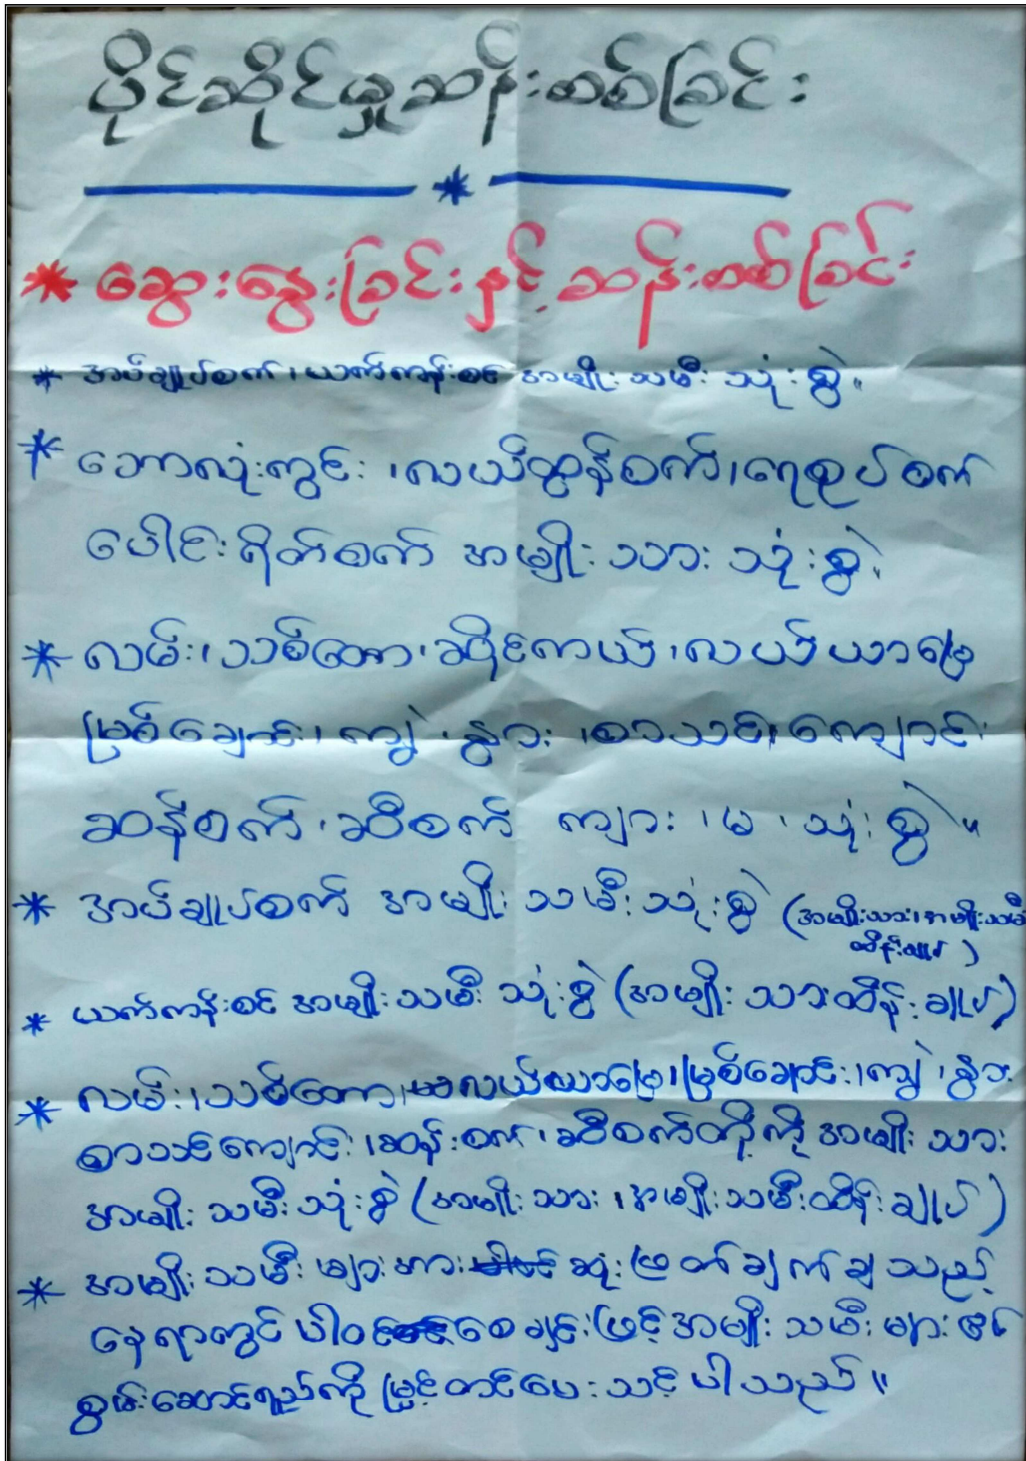 ပိုင်ဆိုင်မှုဆန်းစစ်ခြင်း
* ဆွေးနွေးခြင်းနှင့် ဆန်းစစ်ခြင်း
* အပ်ချုပ်စက်၊ ယက်ကန်းစင် အမျိုးသမီး သုံးစွဲ။
* ဘောလုံးကွင်း၊ လယ်ထွန်စက်၊ ရေစုပ်စက်
ပေါင်းရိတ်စက် အမျိုးသား သုံးစွဲ။
* လမ်း၊ သစ်တော၊ ဆိုင်ကယ်၊ လယ်ယာမြေ
မြစ်ချောင်း၊ ကျွဲ၊ နွား၊ စာသင်ကျောင်း
ဆန်စက်၊ ဆီစက် ကျား၊ မ၊ သုံးစွဲ။
* အပ်ချုပ်စက် အမျိုးသမီးသုံးစွဲ (အမျိုးသား၊ အမျိုးသမီး
ထိန်းချုပ်)
* ယက်ကန်းစင် အမျိုးသမီး သုံးစွဲ (အမျိုးသားထိန်းချုပ်)
* လမ်း၊ သစ်တော၊ လယ်ယာမြေ၊ မြစ်ချောင်း၊ ကျွဲ၊ နွား
စာသင်ကျောင်း၊ ဆန်းစက်၊ ဆီစက်တို့ကို အမျိုးသား
အမျိုးသမီးသုံးစွဲ (အမျိုးသား၊ အမျိုးသမီးထိန်းချုပ်)
* အမျိုးသမီးများအား ဆုံးဖြတ်ချက်ချသည့်
နေရာတွင် ပါဝင်စေခြင်းဖြင့် အမျိုးသမီးများ၏
စွမ်းဆောင်ရည်ကို မြှင့်တင်ပေးသင့်ပါသည်။